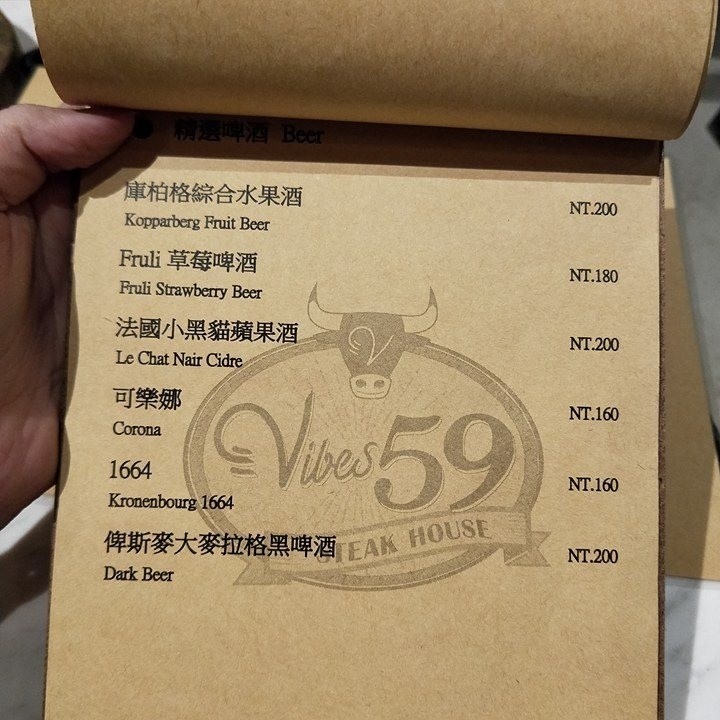 精選啤酒 Beer
庫柏格綜合水果酒
Kopparberg Fruit Beer
NT.200
Fruli 草莓啤酒
Fruli Strawberry Beer
NT.180
法國小黑貓蘋果酒
Le Chat Nair Cidre
NT.200
可樂娜
Corona
NT.160
1664
Kronenbourg 1664
NT.160
俾斯麥大麥拉格黑啤酒
Dark Beer
NT.200
V
Vibes 59
STEAK HOUSE